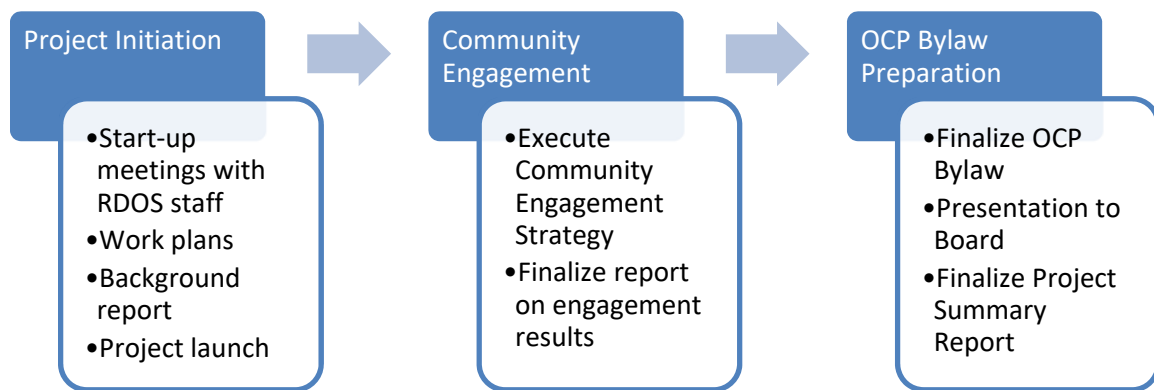 Project Initiation
•Start-up
meetings with
RDOS staff
•Work plans
•Background
report
•Project launch
Community
Engagement
•Execute
Community
Engagement
Strategy
•Finalize report
on engagement
results
OCP Bylaw
Preparation
•Finalize OCP
Bylaw
•Presentation to
Board
•Finalize Project
Summary
Report